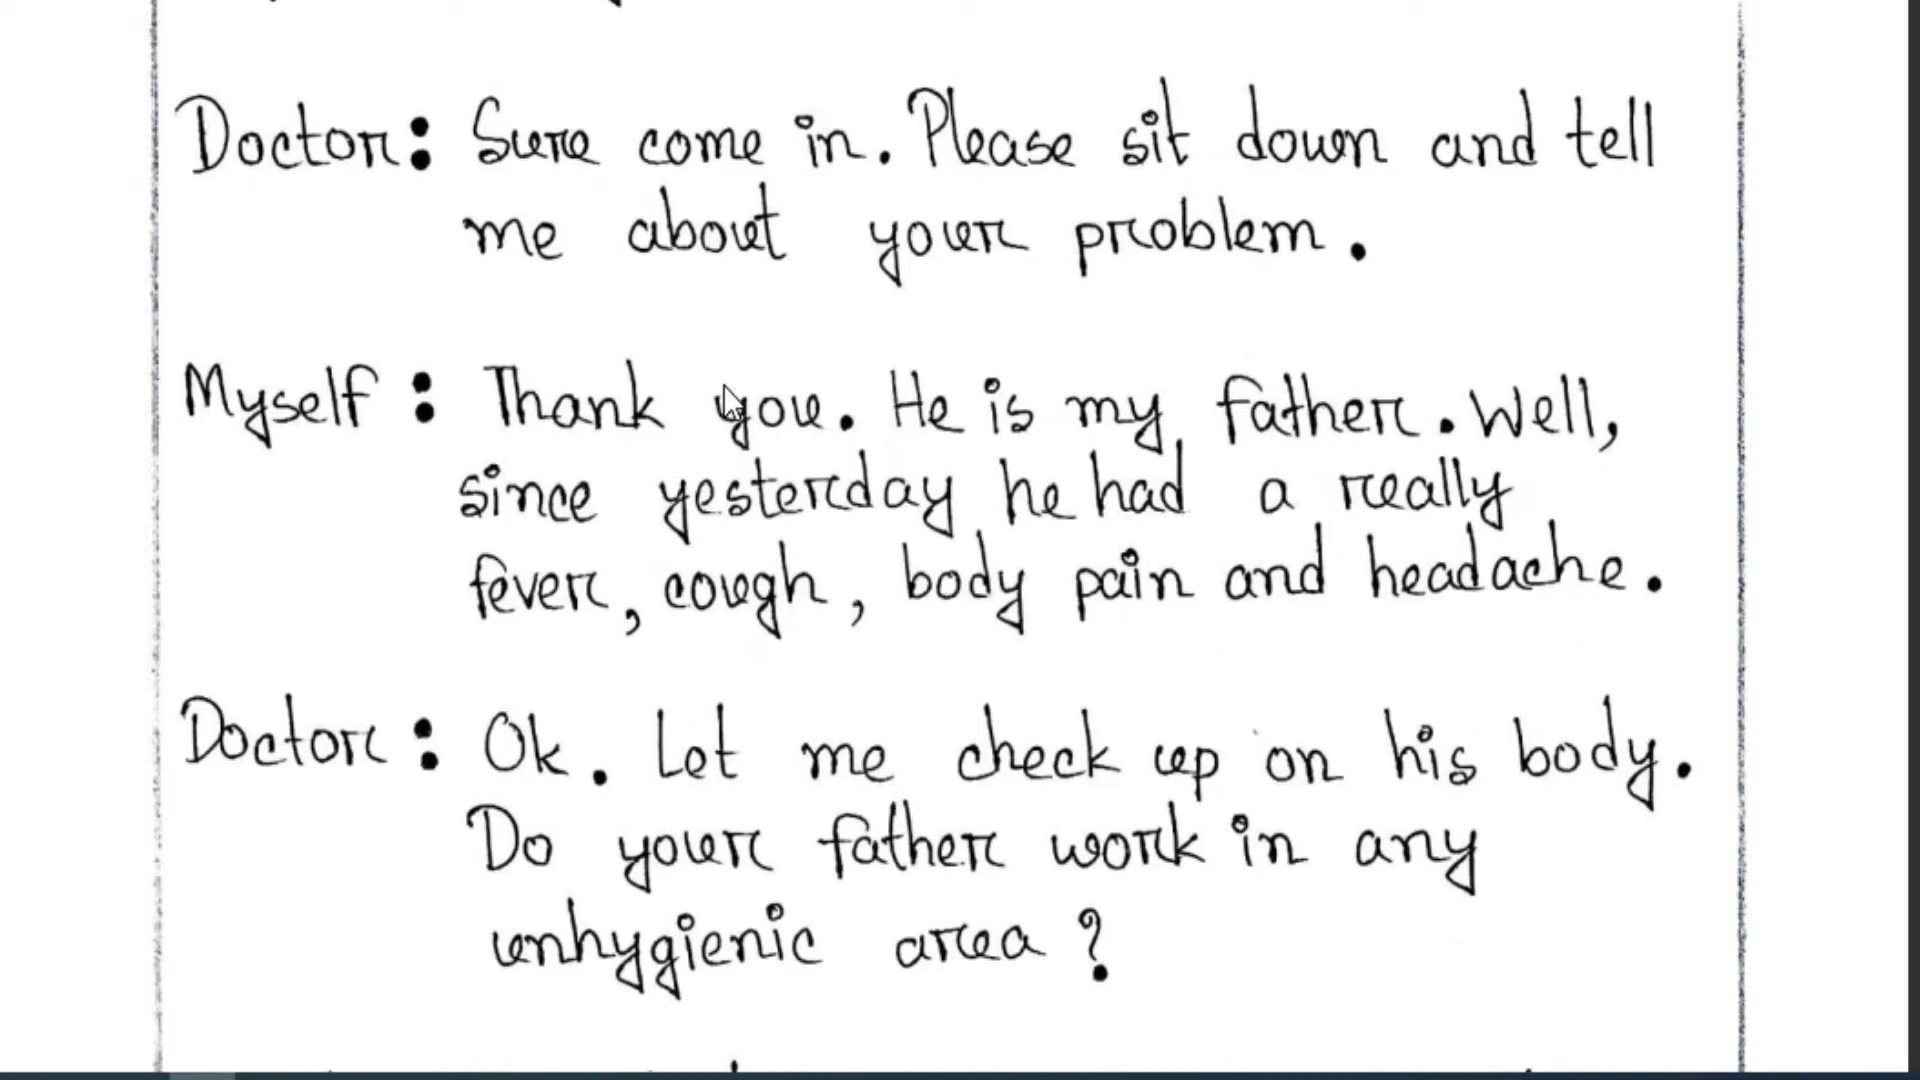 Doctor: Sure come in. Please sit down and tell
me about your problem.
Myself: Thank you. He is my father. Well,
since yesterday he had a really
fever, cough, body pain and headache.
Doctor: Ok. Let me check up on his body.
Do your father work in any
unhygienic area?